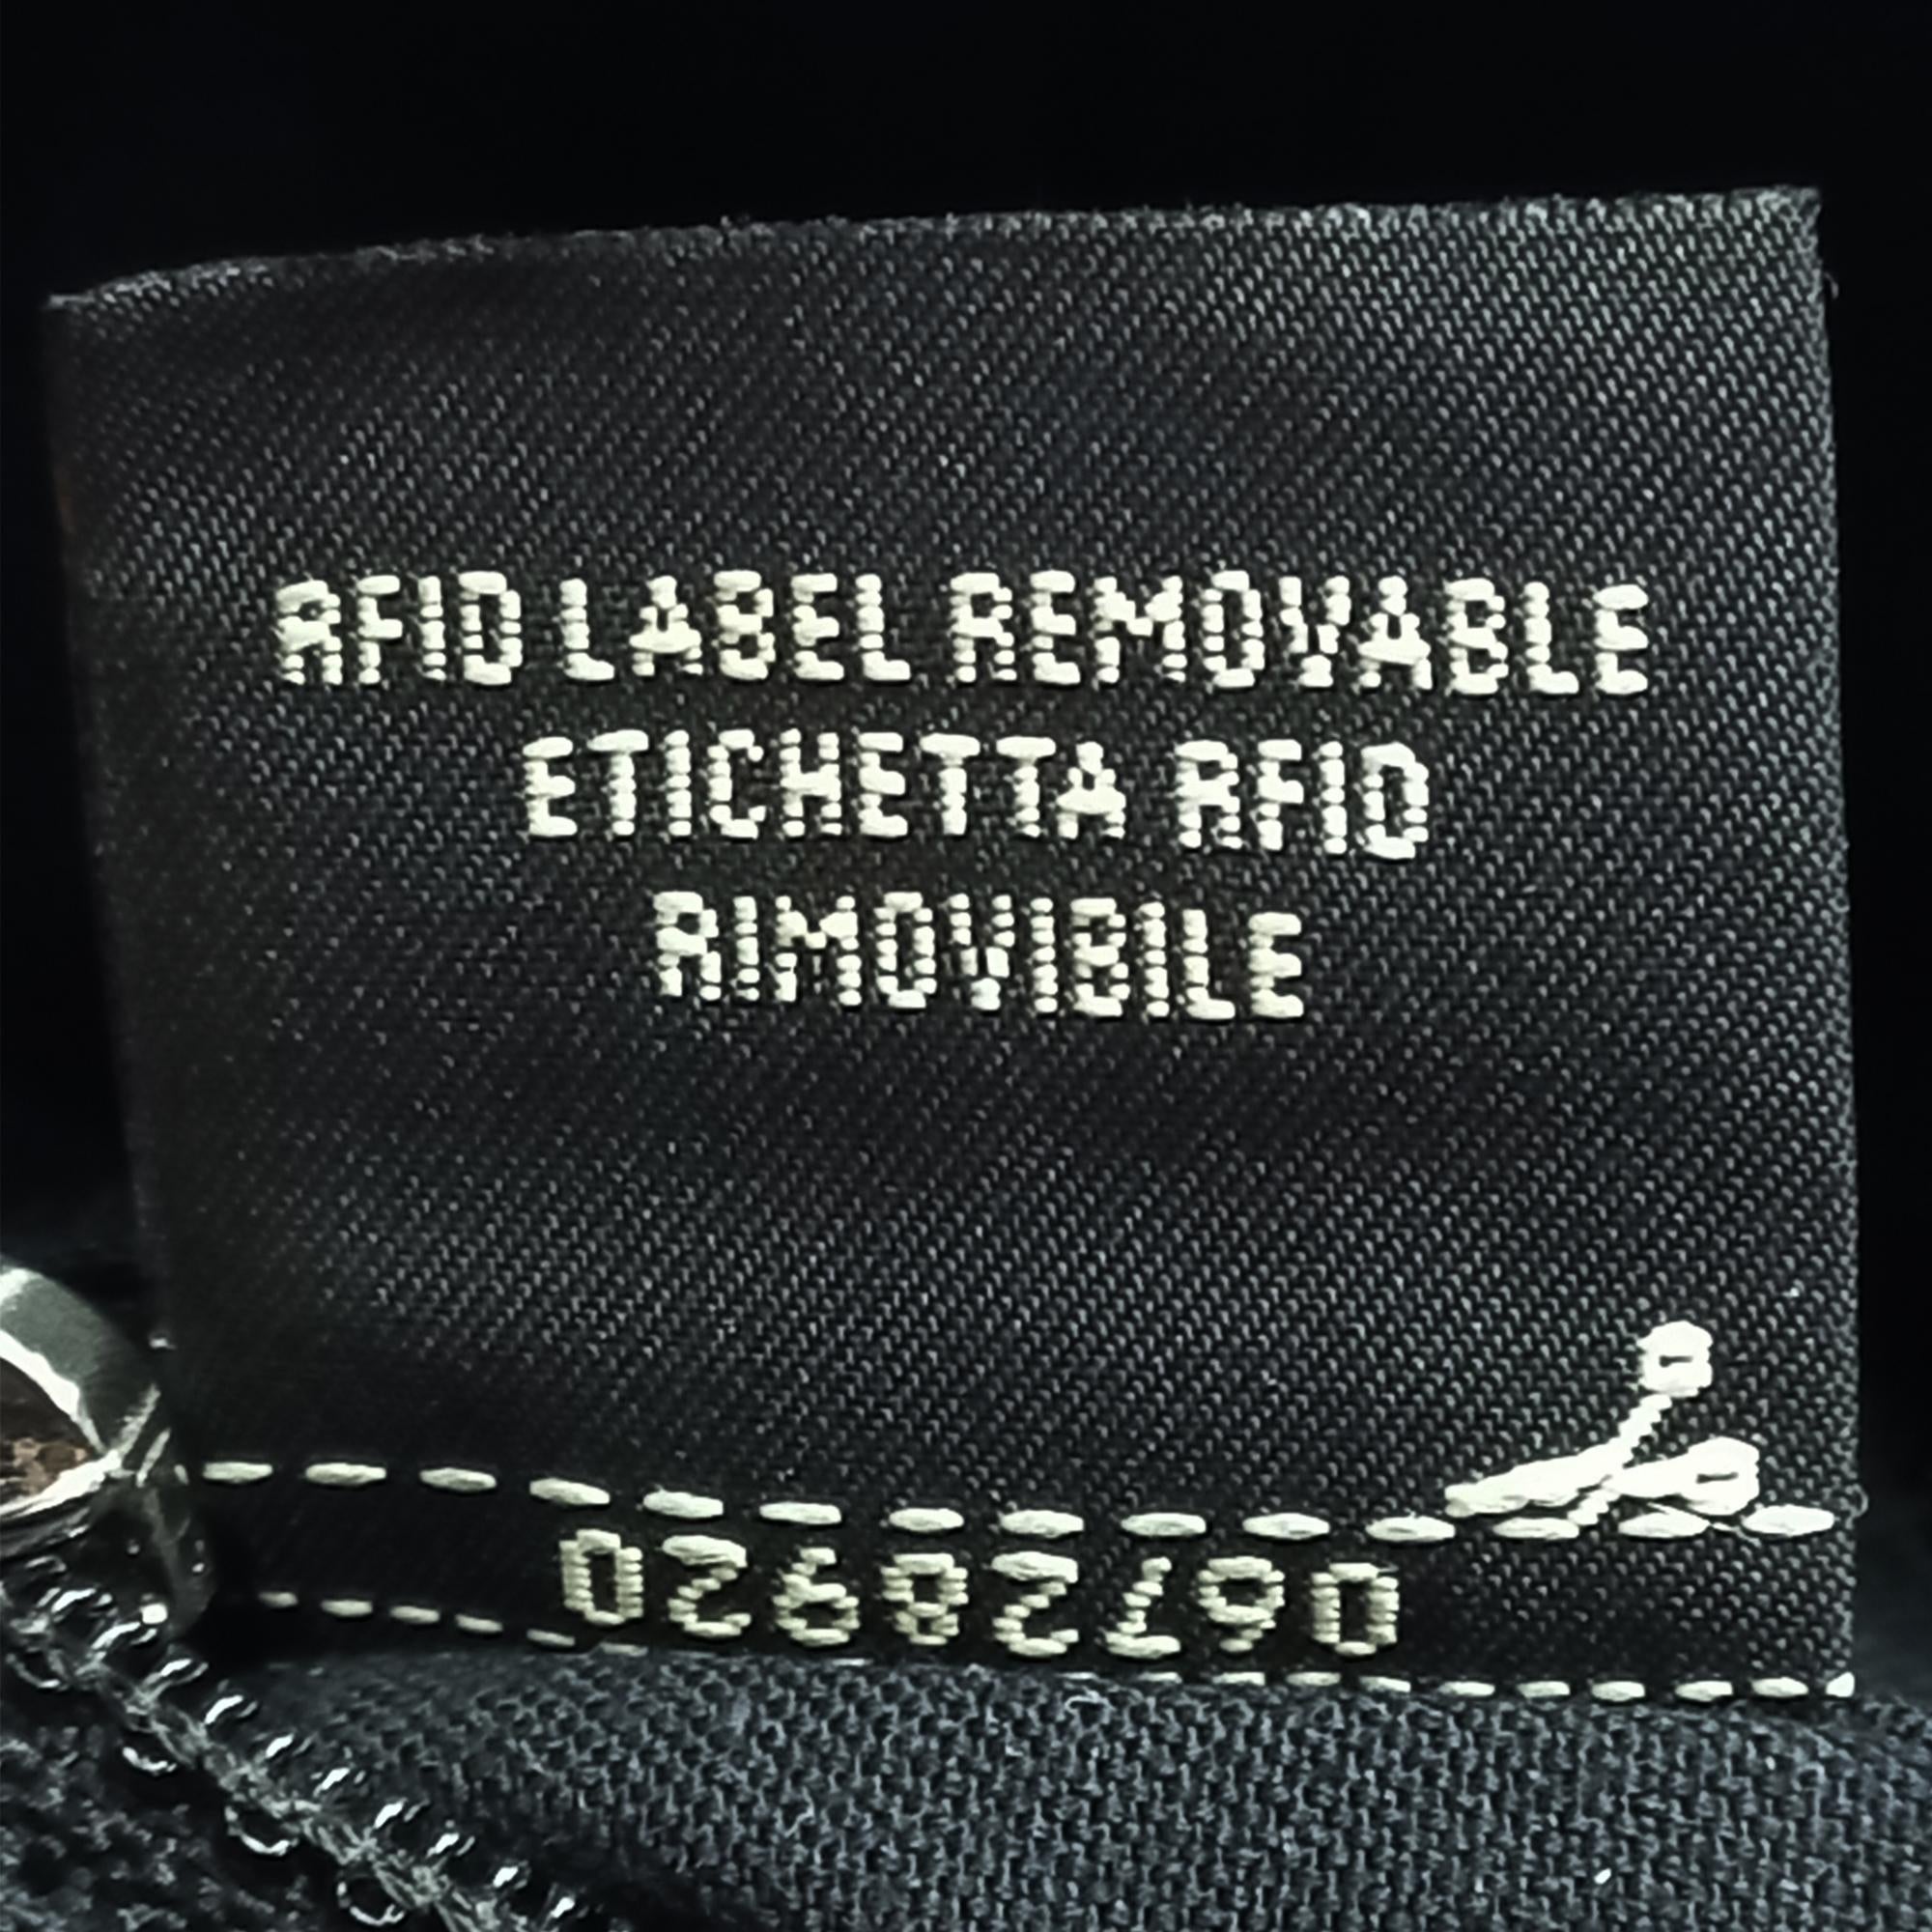 RFID LABEL REMOVABLE
ETICHETTA RFID
RIMOVIBILE
06728920